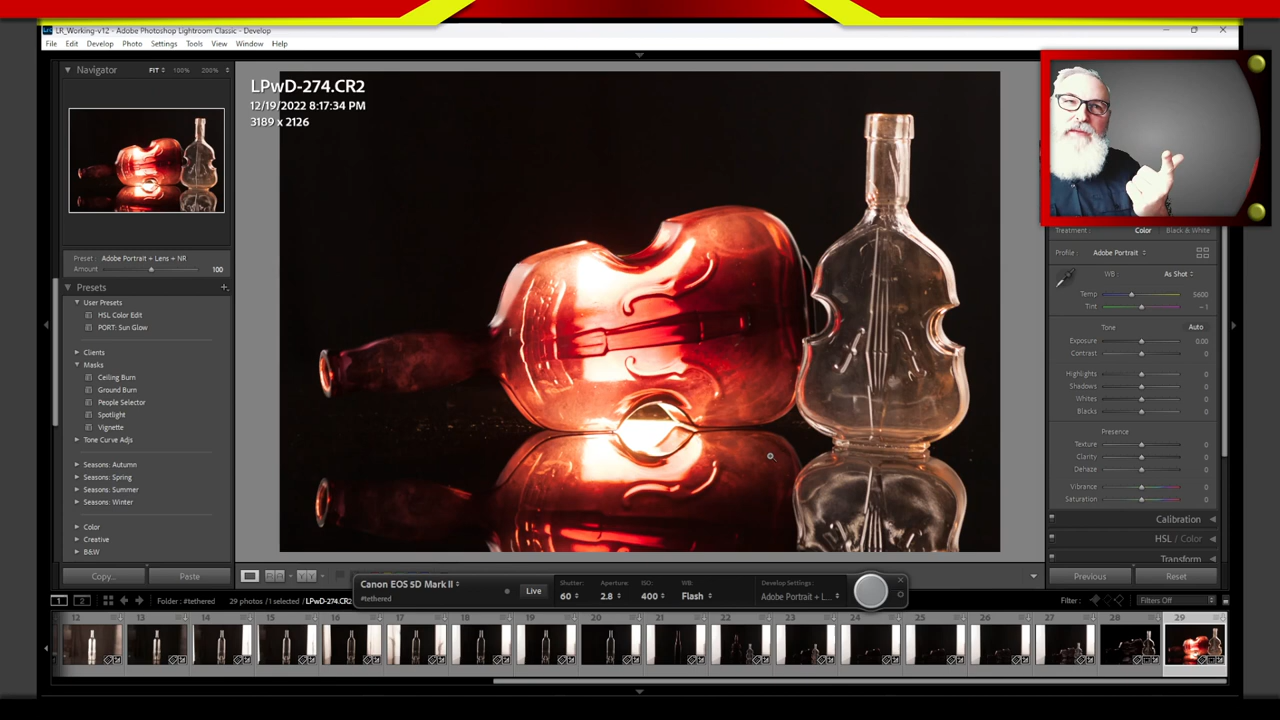 LR_Working-v12 - Adobe Photoshop Lightroom Classic - Develop
File Edit Develop Photo Settings Tools View Window Help
Navigator FIT 100% 200%
LPwD-274.CR2
12/19/2022 8:17:34 PM
3189 x 2126
Preset : Adobe Portrait + Lens + NR
Amount 100
Presets
User Presets
HSL Color Edit
PORT: Sun Glow
Clients
Masks
Ceiling Burn
Ground Burn
People Selector
Spotlight
Vignette
Tone Curve Adjs
Seasons: Autumn
Seasons: Spring
Seasons: Summer
Seasons: Winter
Color
Creative
B&W
Copy... Paste
Treatment : Color Black & White
Profile : Adobe Portrait
WB : As Shot
Temp 5600
Tint - 1
Tone Auto
Exposure 0.00
Contrast 0
Highlights 0
Shadows 0
Whites 0
Blacks 0
Presence
Texture 0
Clarity 0
Dehaze 0
Vibrance 0
Saturation 0
Calibration
HSL / Color
Transform
Previous Reset
Canon EOS 5D Mark II
#tethered
Live
Shutter: Aperture: ISO: WB: Develop Settings:
60 2.8 400 Flash Adobe Portrait + L...
1 2 Folder : #tethered 29 photos / 1 selected / LPwD-274.CR2 Filter : Filters Off
12 13 14 15 16 17 18 19 20 21 22 23 24 25 26 27 28 29